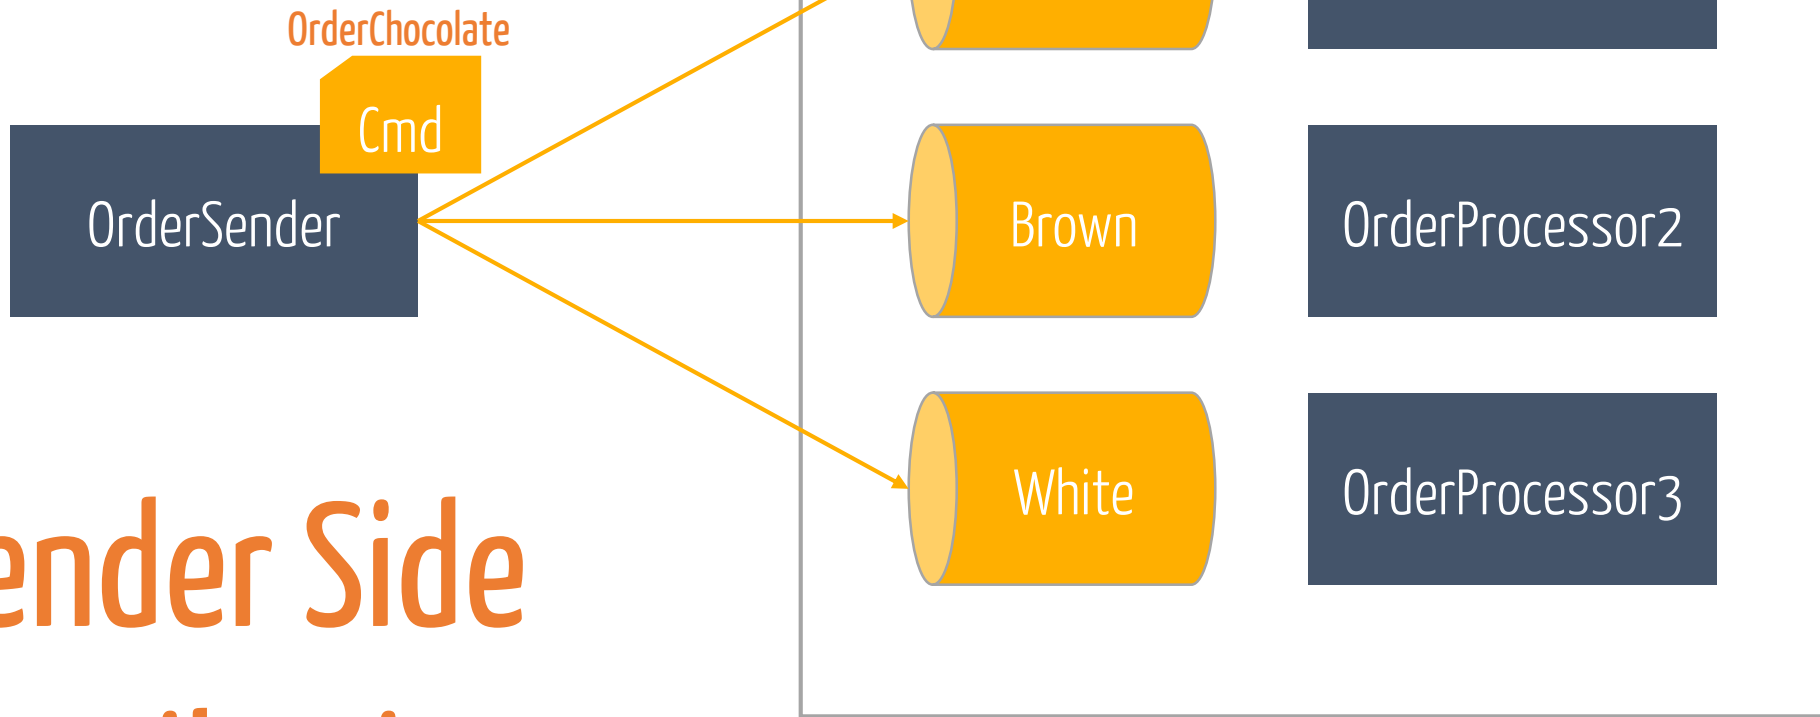 OrderChocolate
Cmd
OrderSender
Brown
OrderProcessor2
White
OrderProcessor3
ender Side